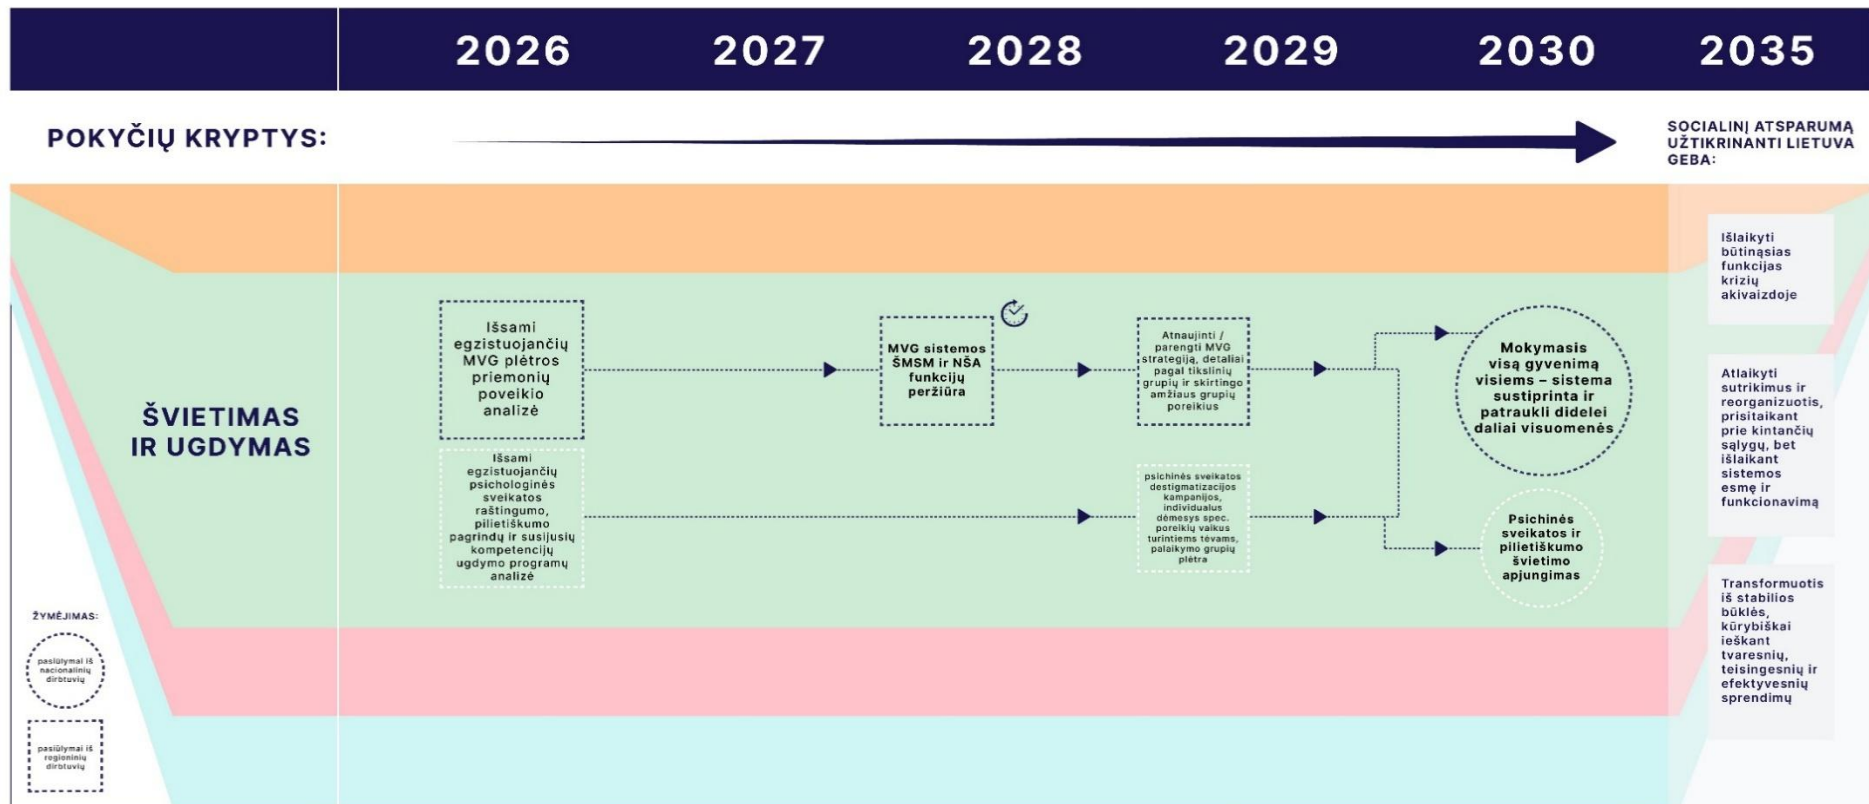 2026 2027 2028 2029 2030 2035
POKYČIŲ KRYPTYS:
SOCIALINĮ ATSPARUMĄ
UŽTIKRINANTI LIETUVA
GEBA:
ŠVIETIMAS
IR UGDYMAS
Išsami
egzistuojančių
MVG plėtros
priemonių
poveikio
analizė
MVG sistemos
ŠMSM ir NŠA
funkcijų
peržiūra
Atnaujinti /
parengti MVG
strategiją, detaliai
pagal tikslinių
grupių ir skirtingo
amžiaus grupių
poreikius
Mokymasis
visą gyvenimą
visiems – sistema
sustiprinta ir
patraukli didelei
daliai visuomenės
Išsami
egzistuojančių
psichologinės
sveikatos
raštingumo,
pilietiškumo
pagrindų ir susijusių
kompetencijų
ugdymo programų
analizė
psichinės sveikatos
destigmatizacijos
kampanijos,
individualus
dėmesys spec.
poreikių vaikus
turintiems tėvams,
palaikymo grupių
plėtra
Psichinės
sveikatos ir
pilietiškumo
švietimo
apjungimas
Išlaikyti
būtinąsias
funkcijas
krizių
akivaizdoje
Atlaikyti
sutrikimus ir
reorganizuotis,
prisitaikant
prie kintančių
sąlygų, bet
išlaikant
sistemos
esmę ir
funkcionavimą
Transformuotis
iš stabilios
būklės,
kūrybiškai
ieškant
tvaresnių,
teisingesnių ir
efektyvesnių
sprendimų
ŽYMĖJIMAS:
pasiūlymai iš
nacionalinių
dirbtuvių
pasiūlymai iš
regioninių
dirbtuvių